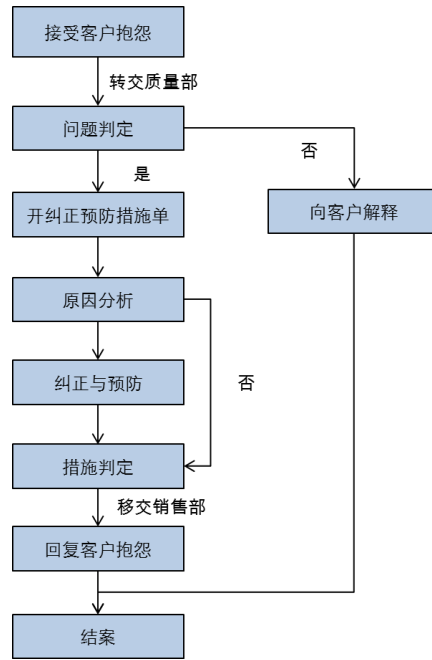 接受客户抱怨
转交质量部
问题判定
否
是
开纠正预防措施单
向客户解释
原因分析
纠正与预防
否
措施判定
移交销售部
回复客户抱怨
结案